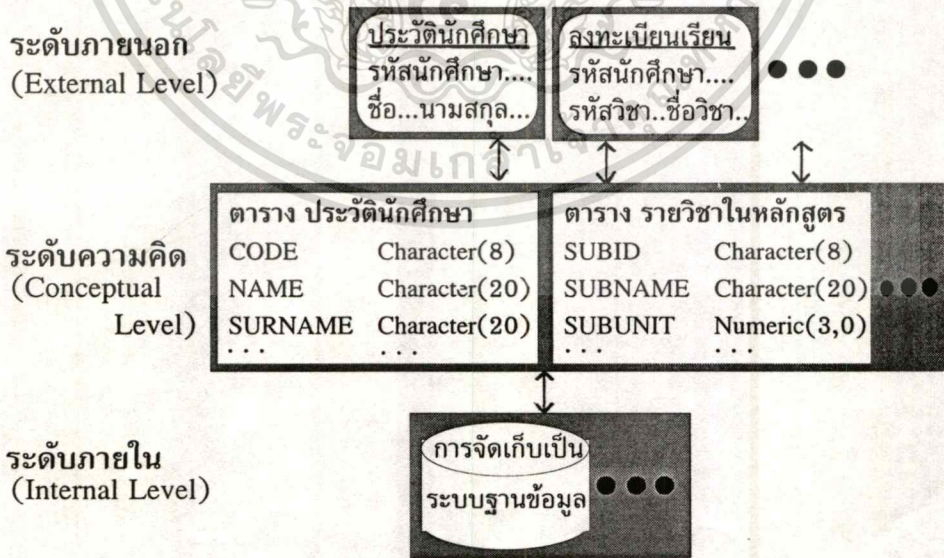 ระดับภายนอก
(External Level)
ประวัตินักศึกษา
รหัสนักศึกษา....
ชื่อ...นามสกุล...
ลงทะเบียนเรียน
รหัสนักศึกษา....
รหัสวิชา..ชื่อวิชา..
ระดับความคิด
(Conceptual
Level)
ตาราง ประวัตินักศึกษา
CODE Character(8)
NAME Character(20)
SURNAME Character(20)
... ...
ตาราง รายวิชาในหลักสูตร
SUBID Character(8)
SUBNAME Character(20)
SUBUNIT Numeric(3,0)
... ...
ระดับภายใน
(Internal Level)
การจัดเก็บเป็น
ระบบฐานข้อมูล